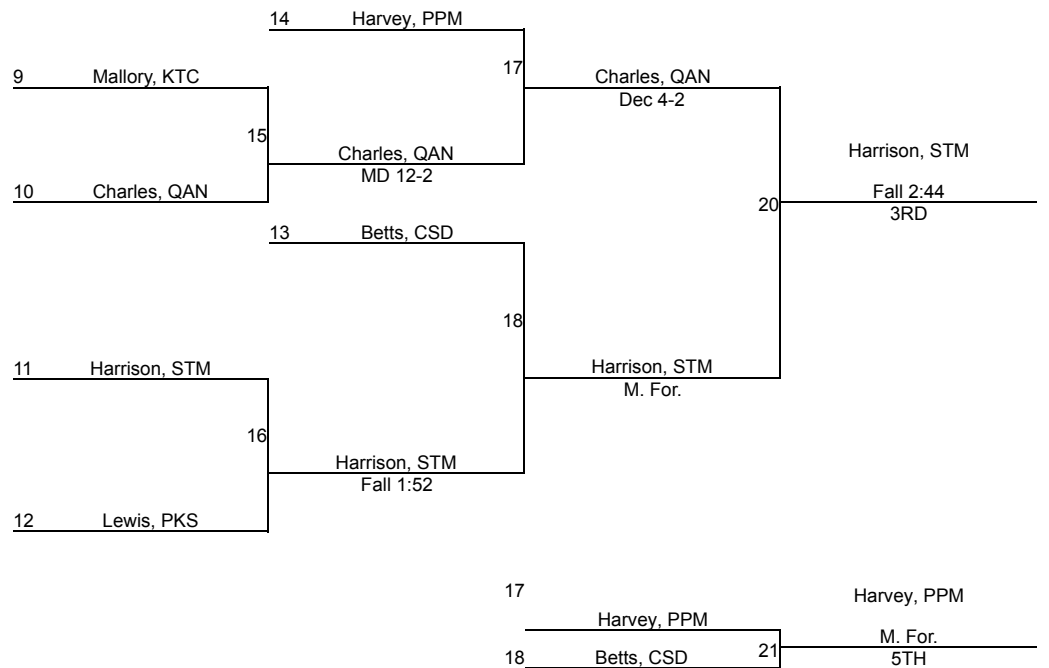 14 Harvey, PPM
17
9 Mallory, KTC
Charles, QAN
Dec 4-2
15
Charles, QAN
MD 12-2
Harrison, STM
10 Charles, QAN
Fall 2:44
20
3RD
13 Betts, CSD
18
11 Harrison, STM
Harrison, STM
M. For.
16
Harrison, STM
Fall 1:52
12 Lewis, PKS
17
Harvey, PPM
Harvey, PPM
M. For.
21
18 Betts, CSD
5TH